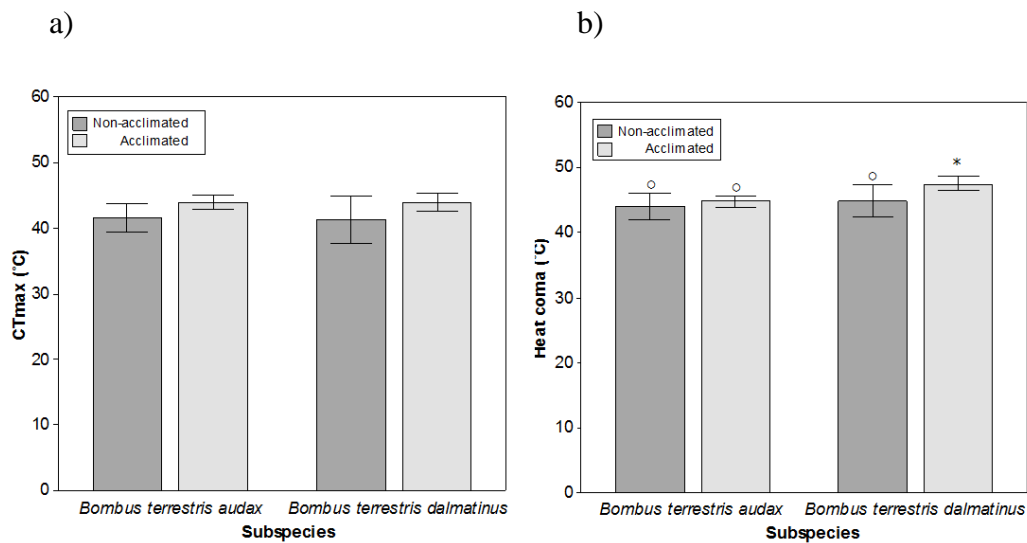 a)
60
50
40
30
20
10
0
CTmax (˚C)
Non-acclimated
Acclimated
Bombus terrestris audax
Bombus terrestris dalmatinus
Subspecies
b)
60
50
40
30
20
10
0
Heat coma (˚C)
Non-acclimated
Acclimated
○
○
○
*
Bombus terrestris audax
Bombus terrestris dalmatinus
Subspecies